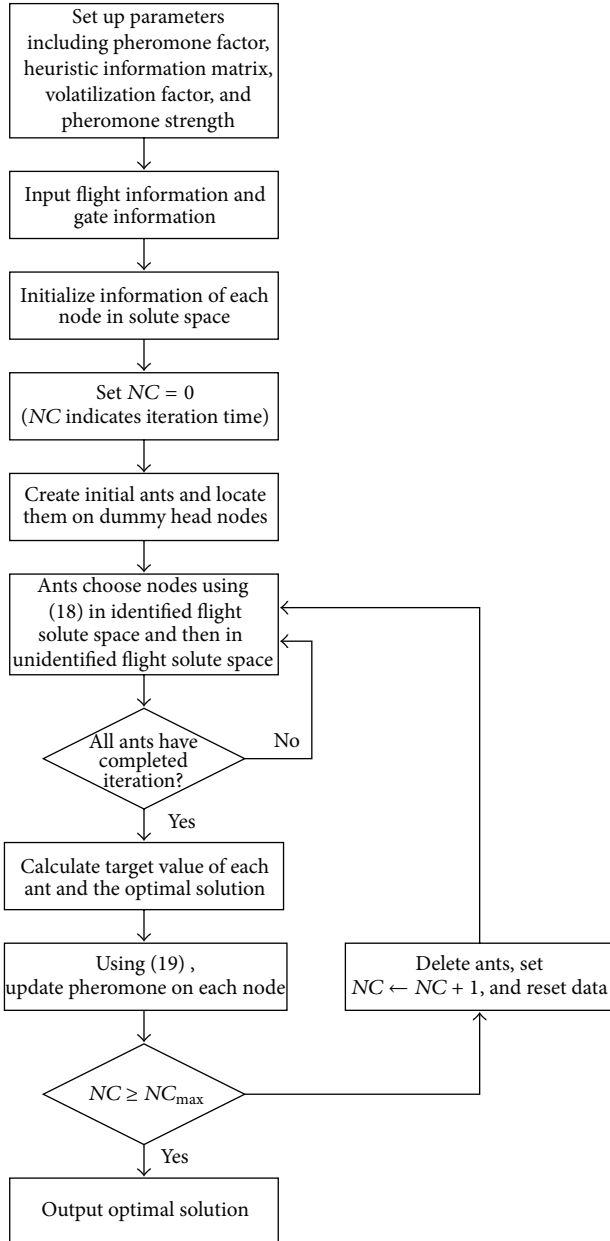 Set up parameters
including pheromone factor,
heuristic information matrix,
volatilization factor, and
pheromone strength
Input flight information and
gate information
Initialize information of each
node in solute space
Set NC = 0
(NC indicates iteration time)
Create initial ants and locate
them on dummy head nodes
Ants choose nodes using
(18) in identified flight
solute space and then in
unidentified flight solute space
All ants have
completed
iteration?
No
Yes
Calculate target value of each
ant and the optimal solution
Using (19) ,
update pheromone on each node
Delete ants, set
NC ← NC + 1, and reset data
NC ≥ NCmax
Yes
Output optimal solution